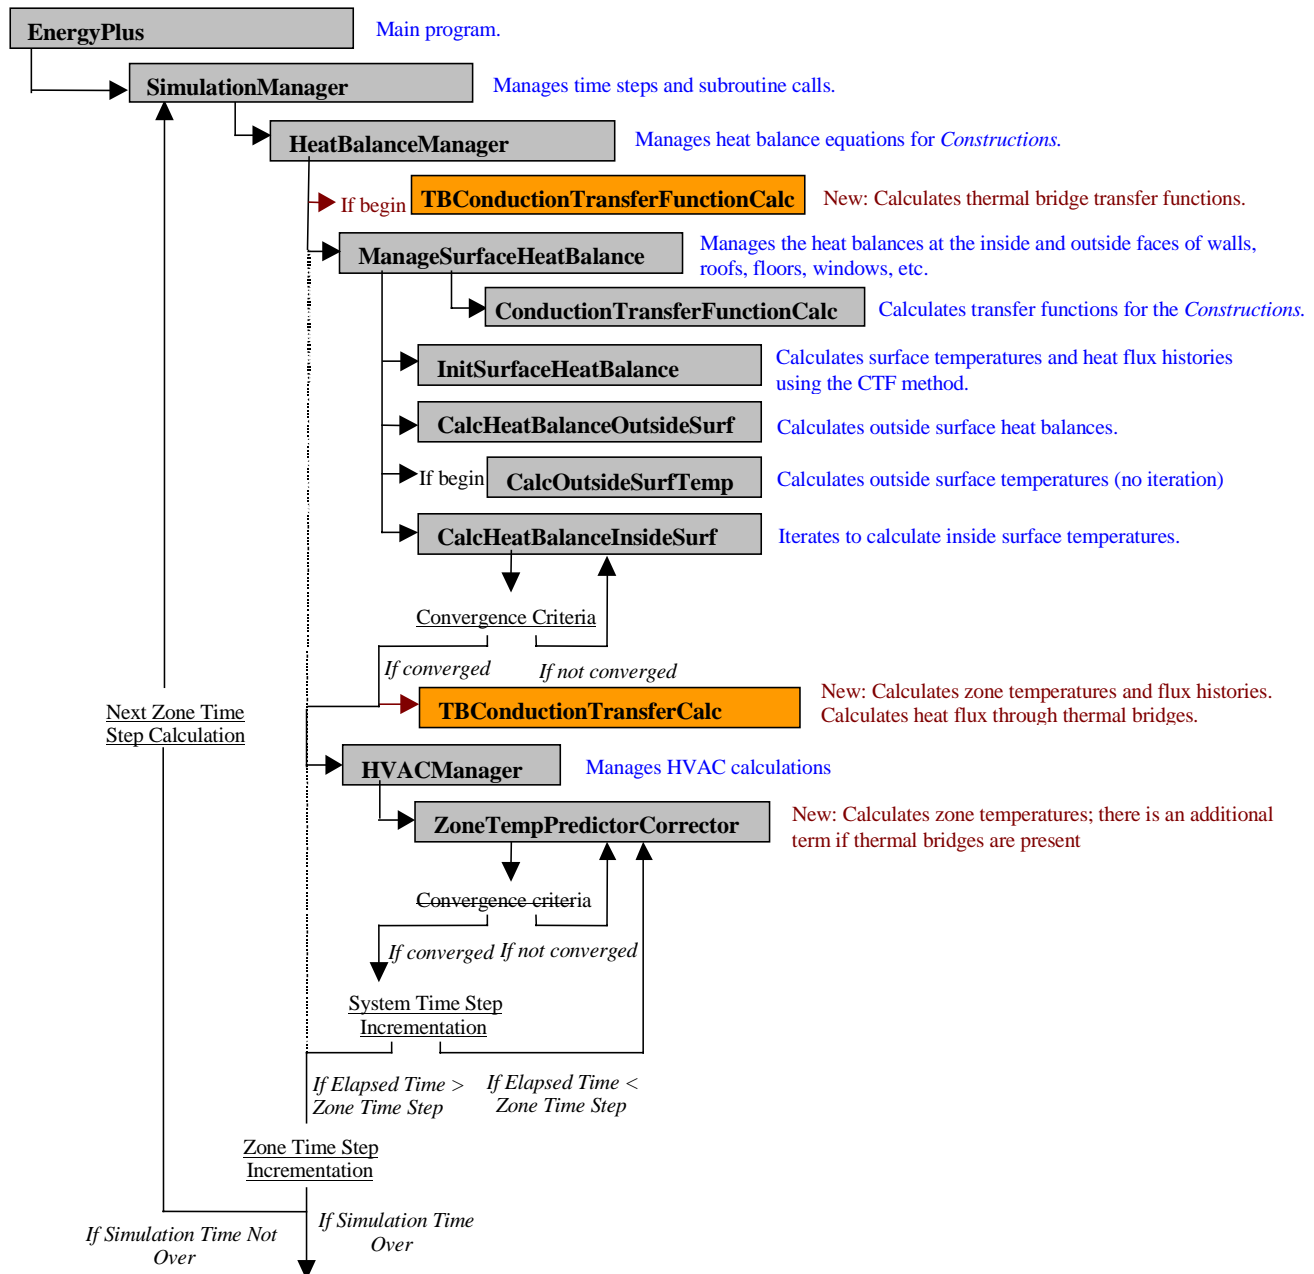 EnergyPlus
Main program.
SimulationManager
Manages time steps and subroutine calls.
HeatBalanceManager
Manages heat balance equations for Constructions.
If begin
TBConductionTransferFunctionCalc
New: Calculates thermal bridge transfer functions.
ManageSurfaceHeatBalance
Manages the heat balances at the inside and outside faces of walls,
roofs, floors, windows, etc.
ConductionTransferFunctionCalc
Calculates transfer functions for the Constructions.
InitSurfaceHeatBalance
Calculates surface temperatures and heat flux histories
using the CTF method.
CalcHeatBalanceOutsideSurf
Calculates outside surface heat balances.
If begin
CalcOutsideSurfTemp
Calculates outside surface temperatures (no iteration)
CalcHeatBalanceInsideSurf
Iterates to calculate inside surface temperatures.
Convergence Criteria
If converged
If not converged
TBConductionTransferCalc
New: Calculates zone temperatures and flux histories.
Calculates heat flux through thermal bridges.
Next Zone Time
Step Calculation
HVACManager
Manages HVAC calculations
ZoneTempPredictorCorrector
New: Calculates zone temperatures; there is an additional
term if thermal bridges are present
Convergence criteria
If converged
If not converged
System Time Step
Incrementation
If Elapsed Time >
Zone Time Step
If Elapsed Time <
Zone Time Step
Zone Time Step
Incrementation
If Simulation Time Not
Over
If Simulation Time
Over